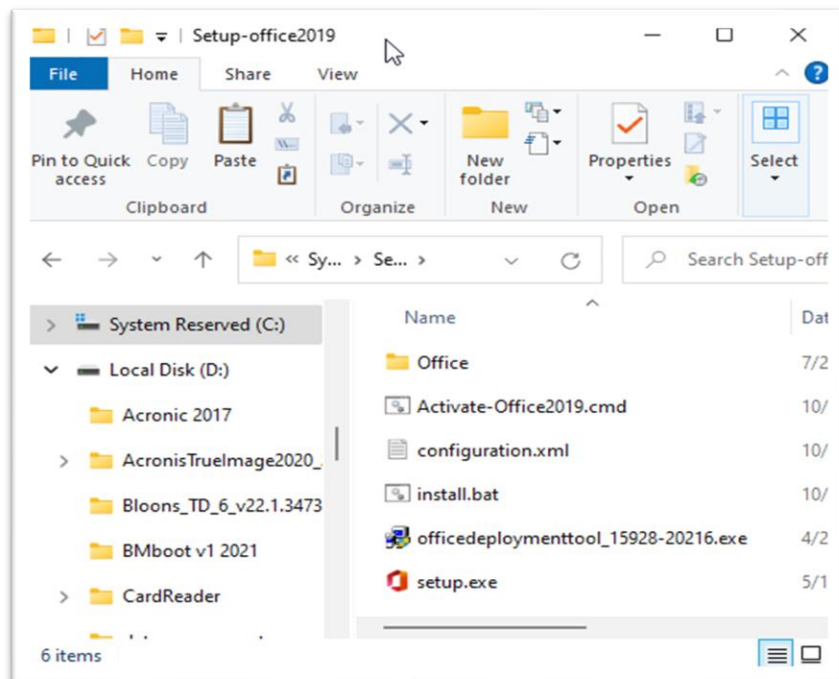 Setup-office2019
File Home Share View
Pin to Quick access Copy Paste New folder Properties Select
Clipboard Organize New Open
« Sy... › Se... › Search Setup-off
Name Dat
System Reserved (C:)
Local Disk (D:)
Acronic 2017
AcronisTrueImage2020_
Bloons_TD_6_v22.1.3473
BMboot v1 2021
CardReader
Office 7/2
Activate-Office2019.cmd 10/
configuration.xml 10/
install.bat 10/
officedeploymenttool_15928-20216.exe 4/2
setup.exe 5/1
6 items